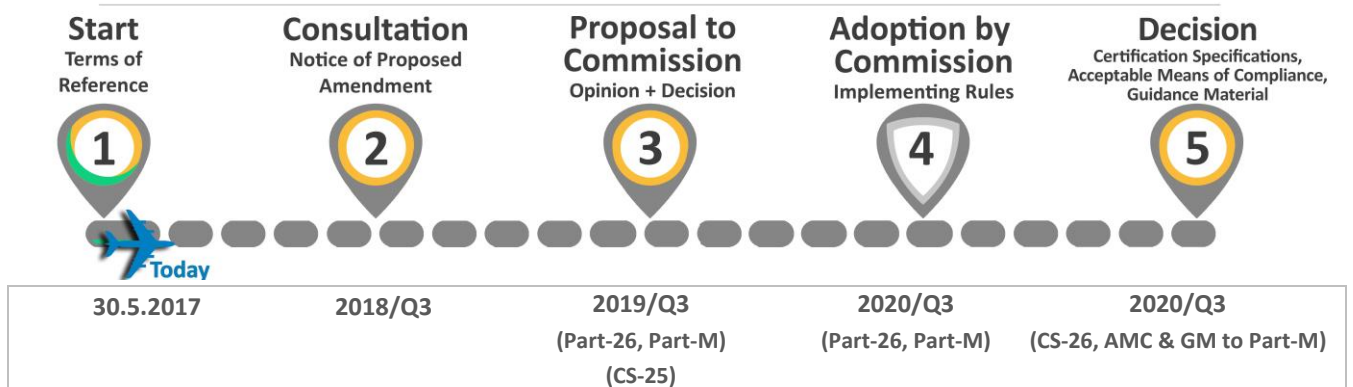 Start
Terms of
Reference
Consultation
Notice of Proposed
Amendment
Proposal to
Commission
Opinion + Decision
Adoption by
Commission
Implementing Rules
Decision
Certification Specifications,
Acceptable Means of Compliance,
Guidance Material
1
2
3
4
5
Today
30.5.2017
2018/Q3
2019/Q3
(Part-26, Part-M)
(CS-25)
2020/Q3
(Part-26, Part-M)
2020/Q3
(CS-26, AMC & GM to Part-M)